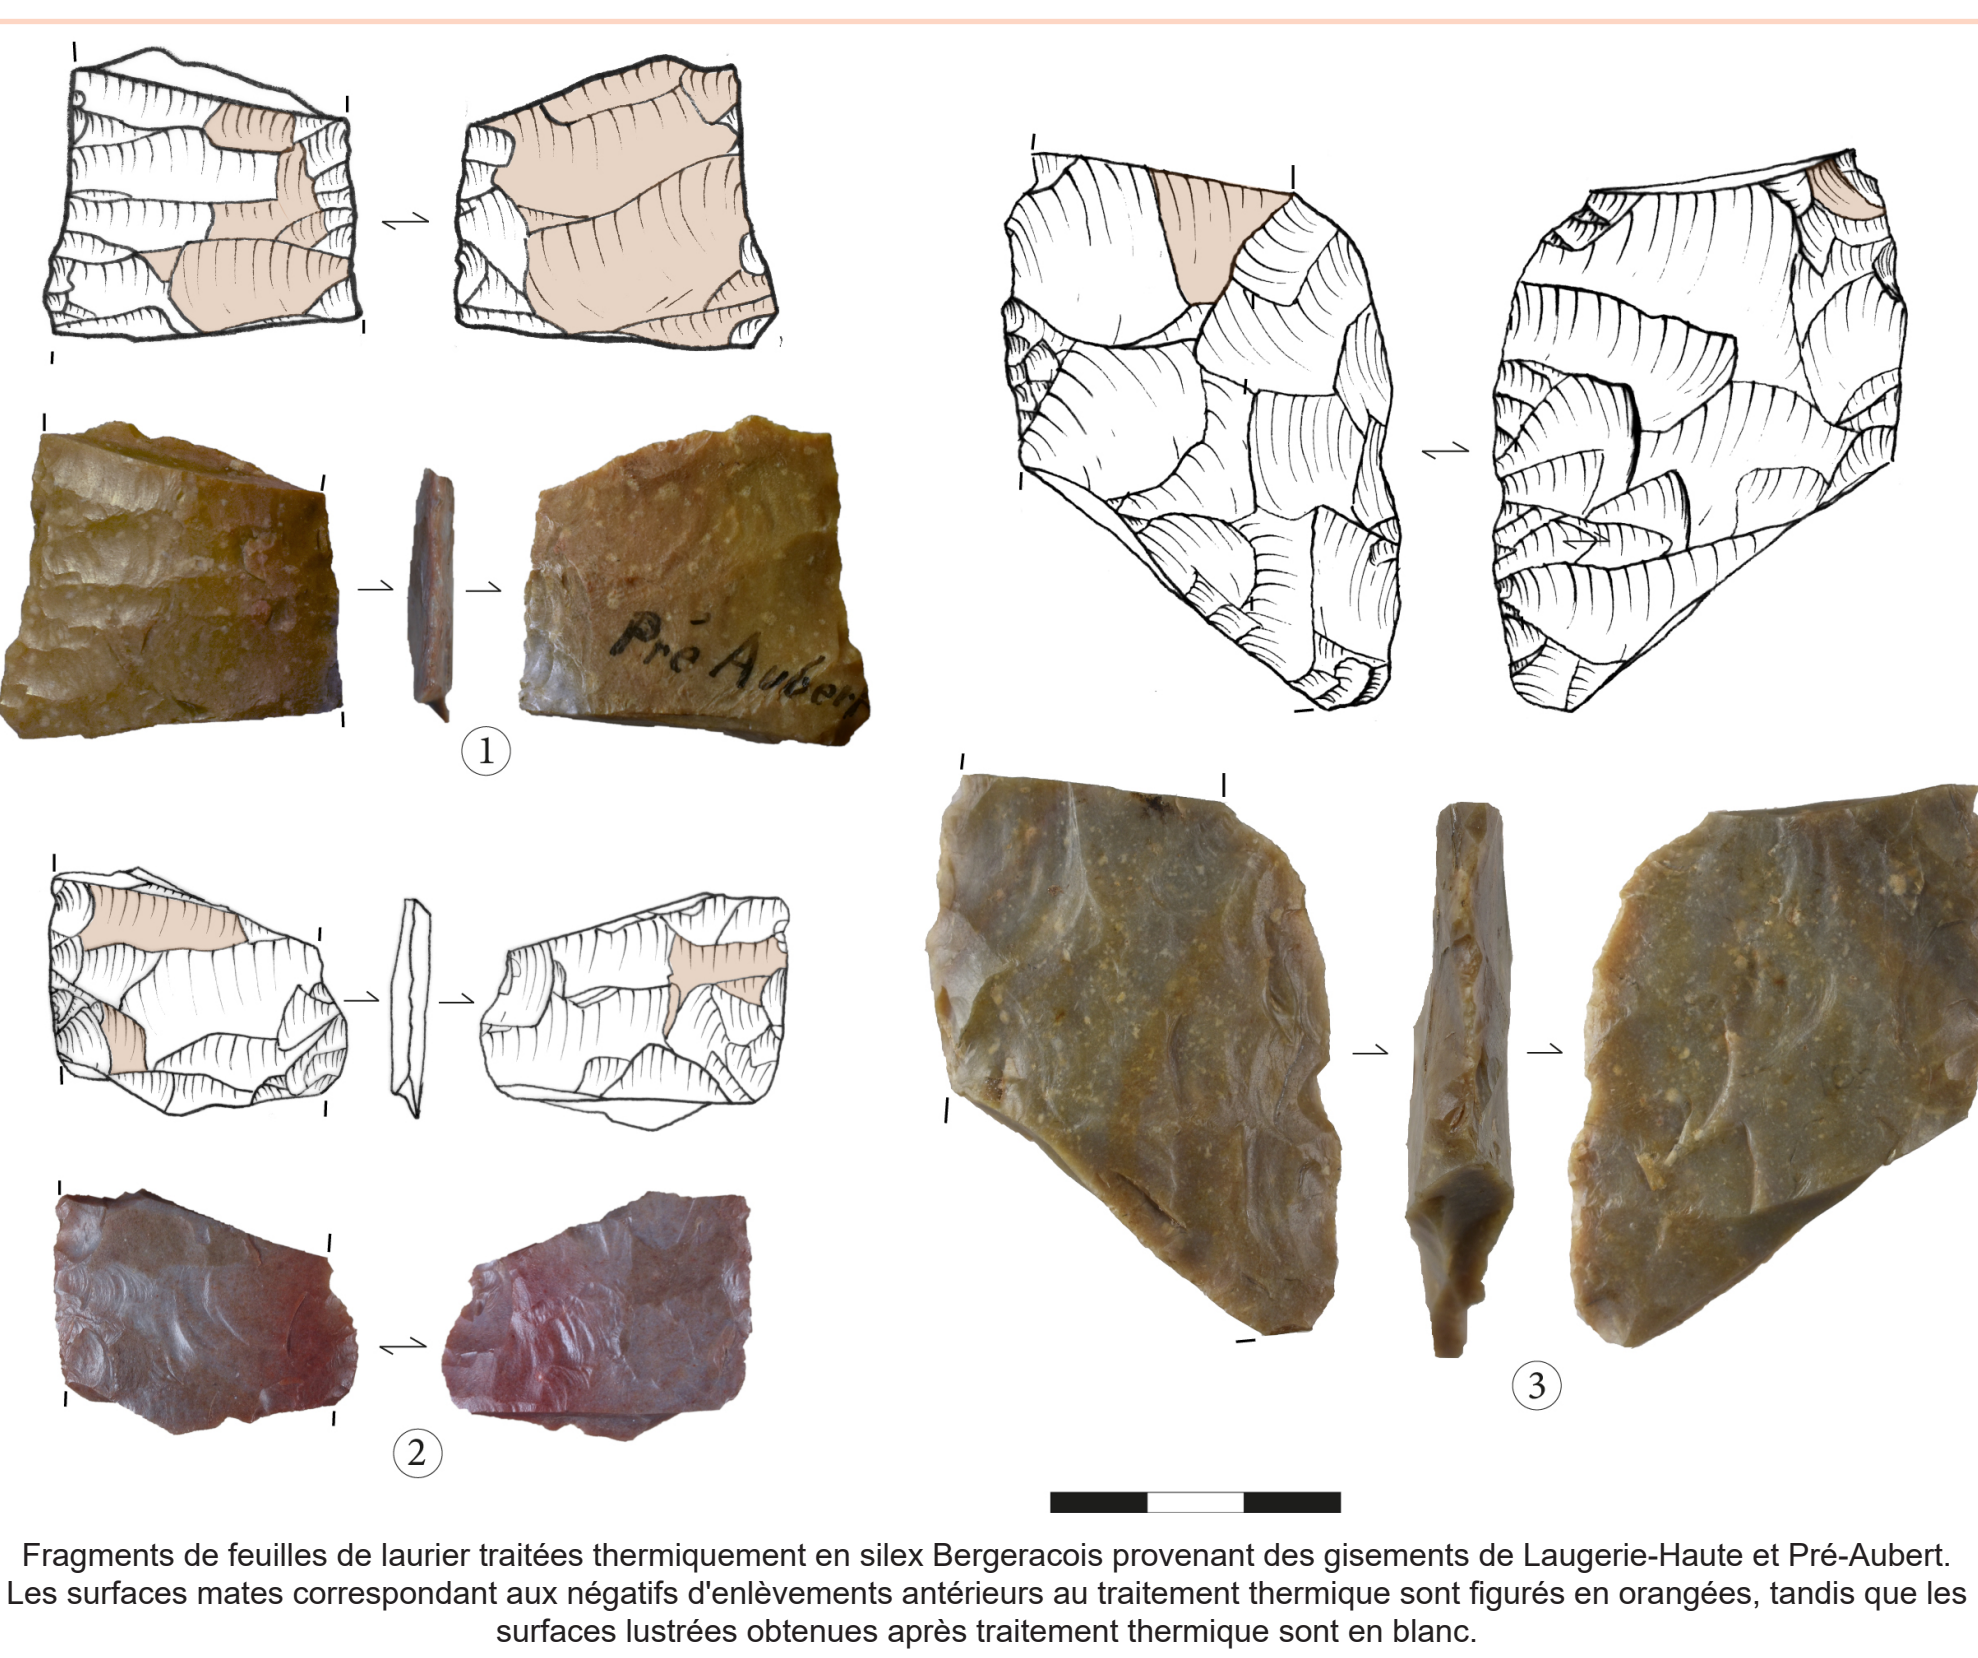 Pré Aubert
1
2
3
Fragments de feuilles de laurier traitées thermiquement en silex Bergeracois provenant des gisements de Laugerie-Haute et Pré-Aubert.
Les surfaces mates correspondant aux négatifs d'enlèvements antérieurs au traitement thermique sont figurés en orangées, tandis que les
surfaces lustrées obtenues après traitement thermique sont en blanc.